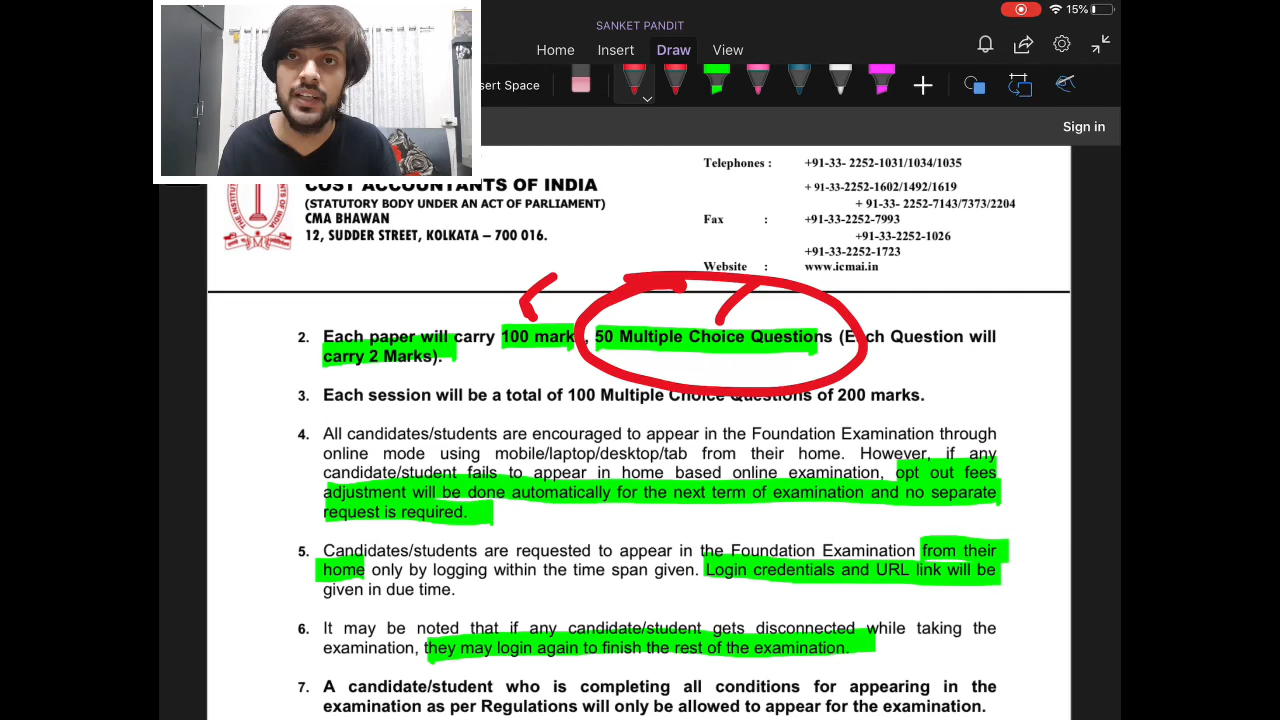 15%
SANKET PANDIT
Home Insert Draw View
sert Space
Sign in
COST ACCOUNTANTS OF INDIA
(STATUTORY BODY UNDER AN ACT OF PARLIAMENT)
CMA BHAWAN
12, SUDDER STREET, KOLKATA – 700 016.
Telephones : +91-33- 2252-1031/1034/1035
+ 91-33-2252-1602/1492/1619
+ 91-33- 2252-7143/7373/2204
Fax : +91-33-2252-7993
+91-33-2252-1026
+91-33-2252-1723
Website : www.icmai.in
2. Each paper will carry 100 mark , 50 Multiple Choice Questions (Each Question will
carry 2 Marks).
3. Each session will be a total of 100 Multiple Choice Questions of 200 marks.
4. All candidates/students are encouraged to appear in the Foundation Examination through
online mode using mobile/laptop/desktop/tab from their home. However, if any
candidate/student fails to appear in home based online examination, opt out fees
adjustment will be done automatically for the next term of examination and no separate
request is required.
5. Candidates/students are requested to appear in the Foundation Examination from their
home only by logging within the time span given. Login credentials and URL link will be
given in due time.
6. It may be noted that if any candidate/student gets disconnected while taking the
examination, they may login again to finish the rest of the examination.
7. A candidate/student who is completing all conditions for appearing in the
examination as per Regulations will only be allowed to appear for the examination.